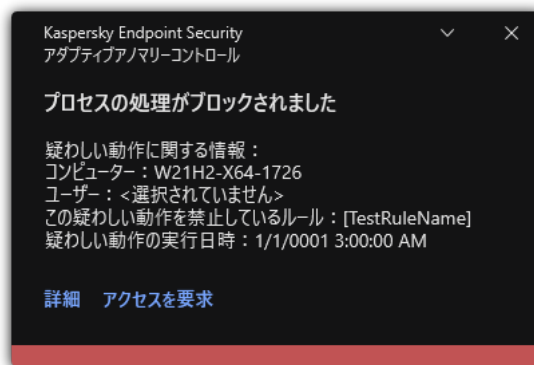 Kaspersky Endpoint Security
アダプティブアノマリーコントロール
プロセスの処理がブロックされました
疑わしい動作に関する情報：
コンピューター：W21H2-X64-1726
ユーザー：<選択されていません>
この疑わしい動作を禁止しているルール：[TestRuleName]
疑わしい動作の実行日時：1/1/0001 3:00:00 AM
詳細 アクセスを要求